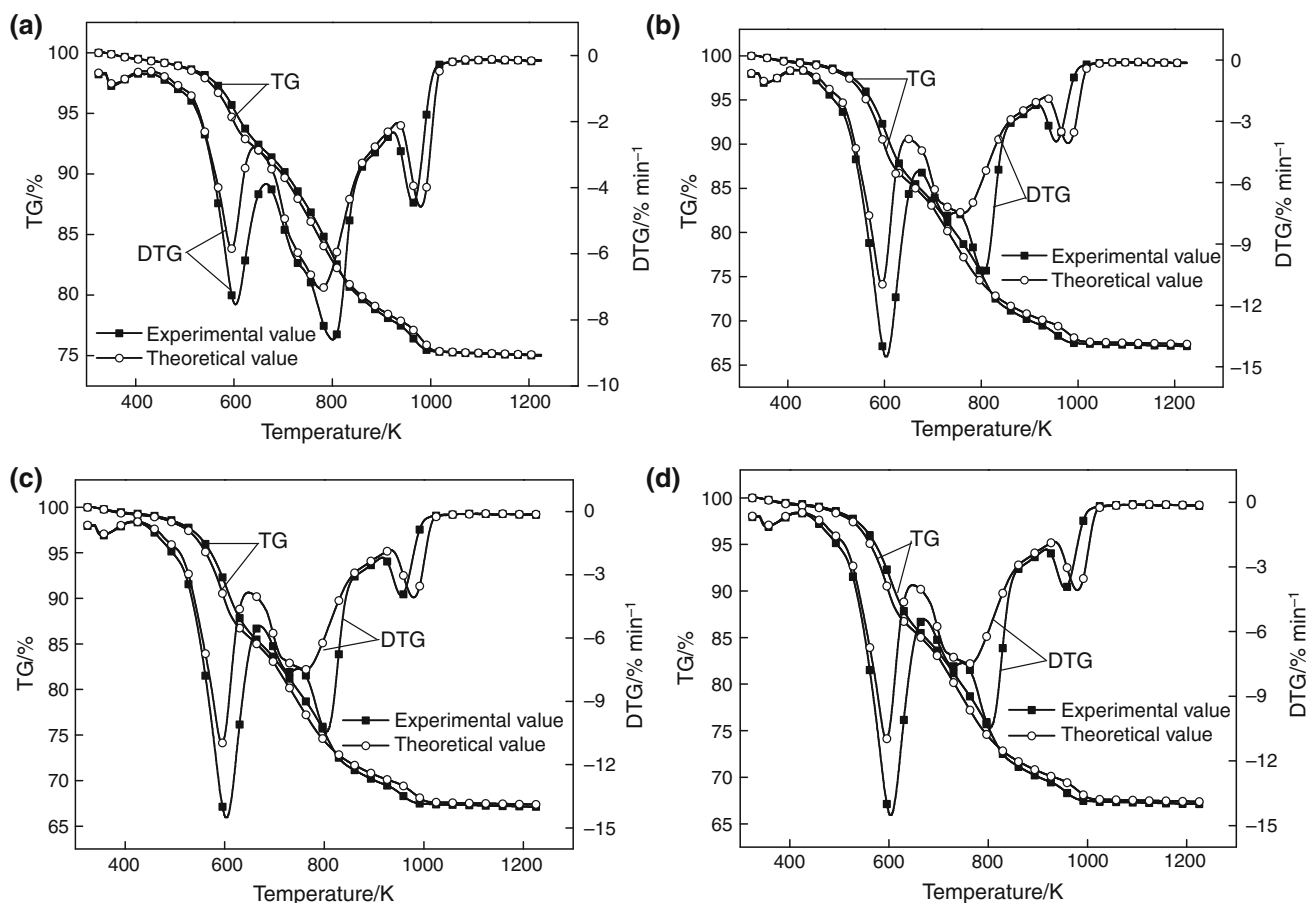 (a)
100
95
90
85
80
75
TG/%
TG
DTG
Experimental value
Theoretical value
0
−2
−4
−6
−8
−10
DTG/% min−1
400 600 800 1000 1200
Temperature/K
(b)
100
95
90
85
80
75
70
65
TG/%
TG
DTG
Experimental value
Theoretical value
0
−3
−6
−9
−12
−15
DTG/% min−1
400 600 800 1000 1200
Temperature/K
(c)
100
95
90
85
80
75
70
65
TG/%
TG
DTG
Experimental value
Theoretical value
0
−3
−6
−9
−12
−15
DTG/% min−1
400 600 800 1000 1200
Temperature/K
(d)
100
95
90
85
80
75
70
65
TG/%
TG
DTG
Experimental value
Theoretical value
0
−3
−6
−9
−12
−15
DTG/% min−1
400 600 800 1000 1200
Temperature/K